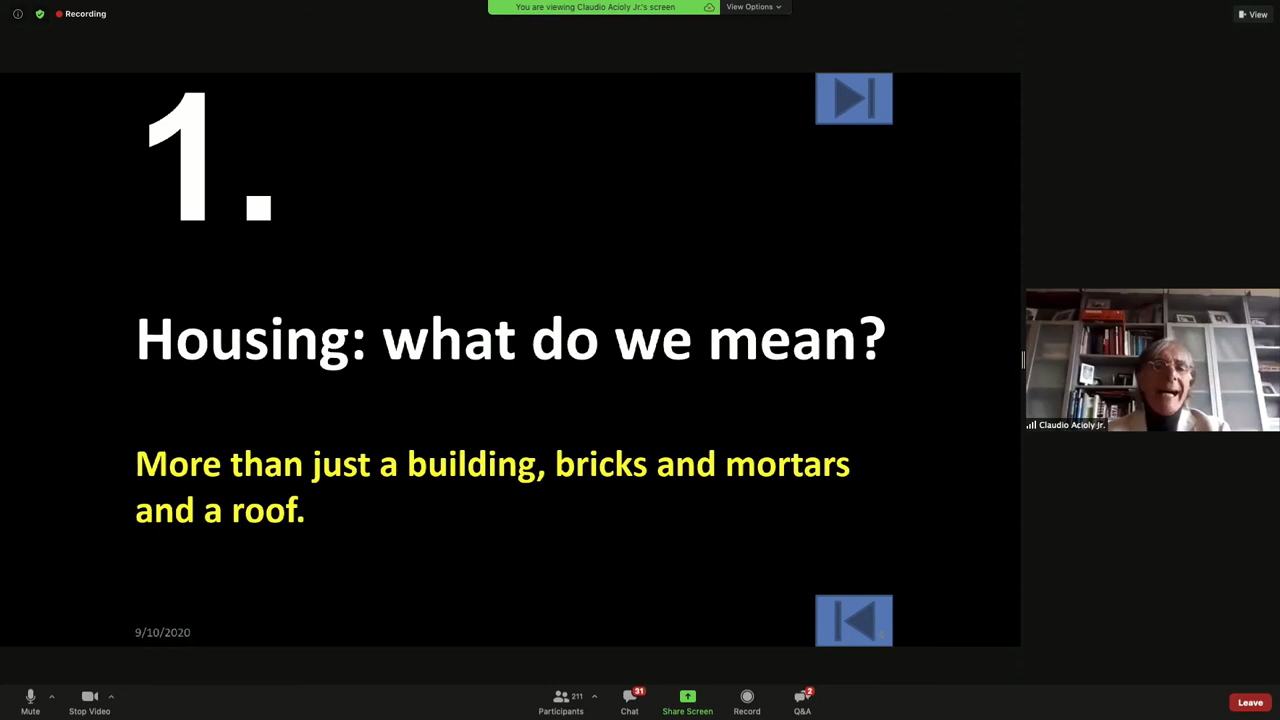 Recording
You are viewing Claudio Acioly Jr.'s screen
View Options
View
1.
Housing: what do we mean?
More than just a building, bricks and mortars
and a roof.
9/10/2020
Claudio Acioly Jr.
Mute
Stop Video
211
Participants
31
Chat
Share Screen
Record
2
Q&A
Leave